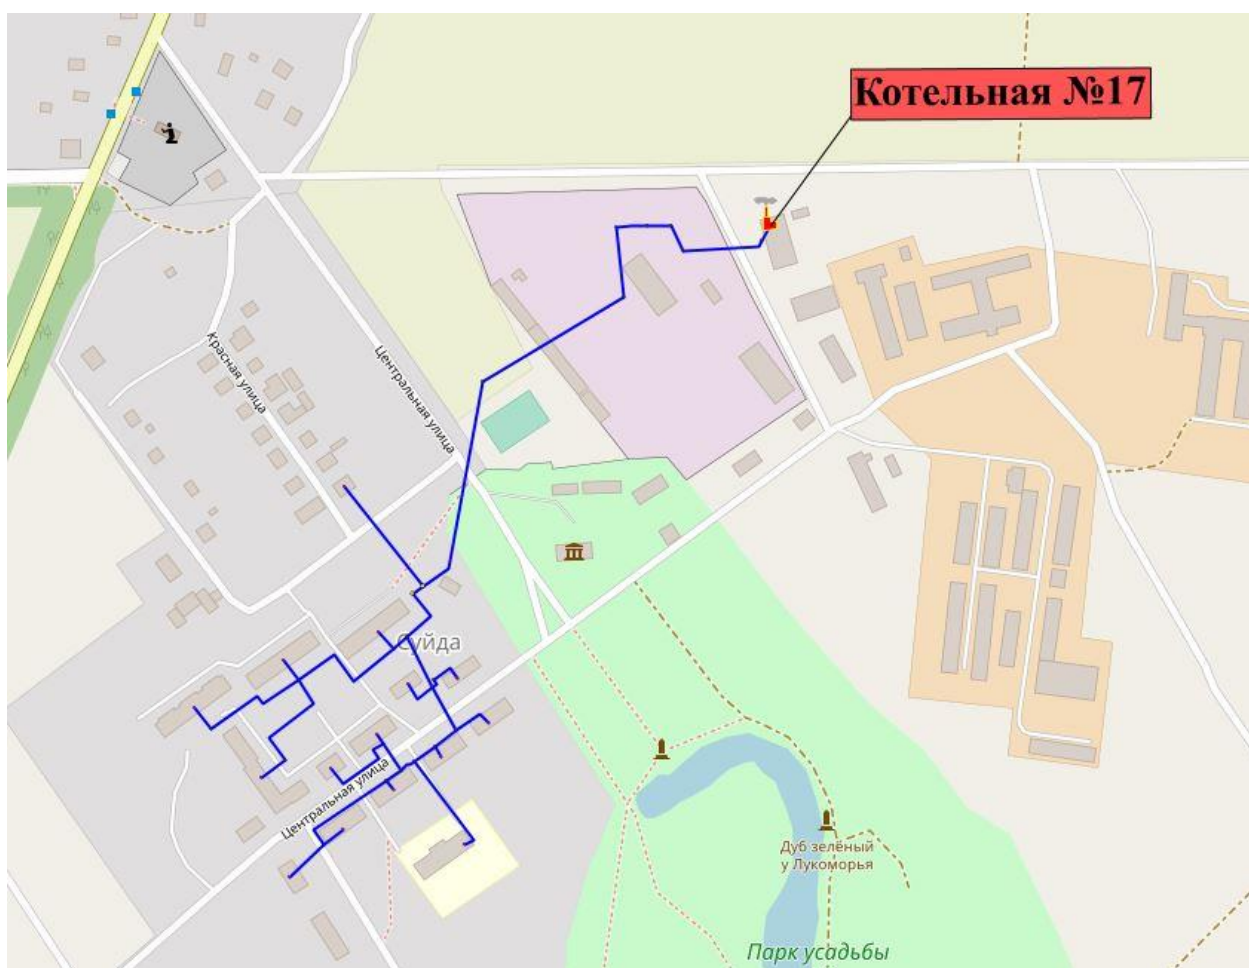 Котельная №17
Центральная улица
Красная улица
Суйда
Центральная улица
Дуб зелёный
у Лукоморья
Парк усадьбы